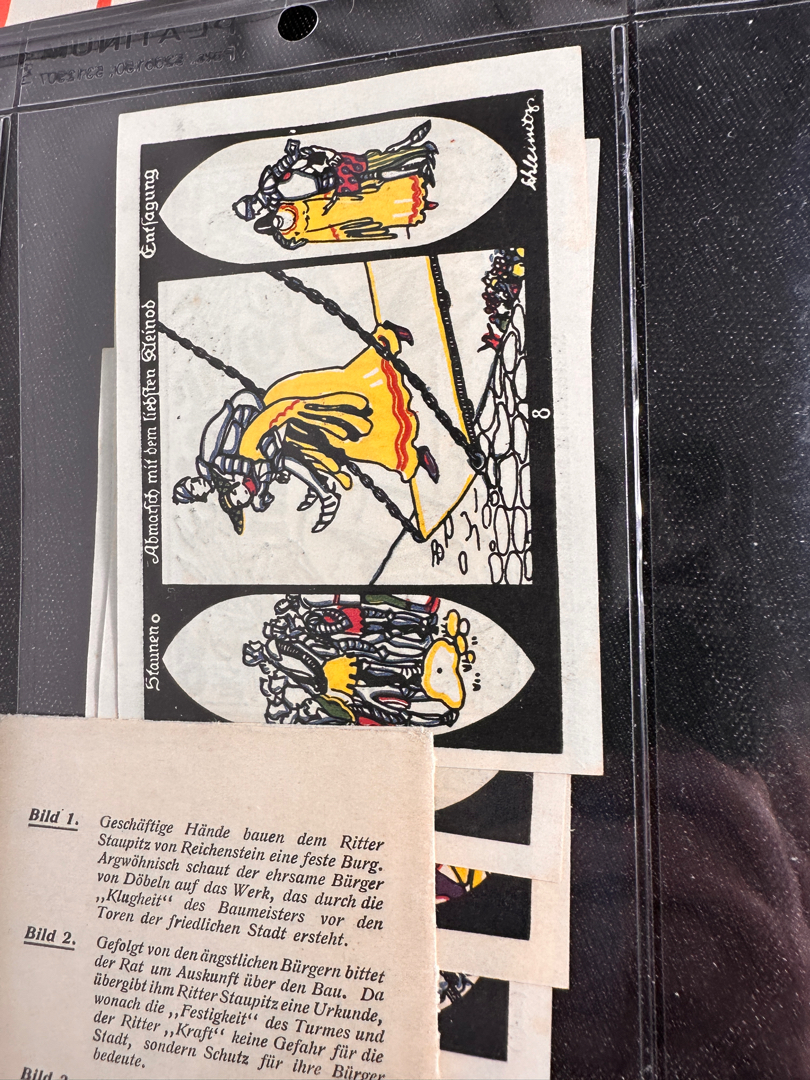 PLATINUM
Entsagung
Abmarsch mit dem liebsten Kleinod
Staunen
Schleinitz.
8
Bild 1.
Geschäftige Hände bauen dem Ritter
Staupitz von Reichenstein eine feste Burg.
Argwöhnisch schaut der ehrsame Bürger
von Döbeln auf das Werk, das durch die
„Klugheit“ des Baumeisters vor den
Toren der friedlichen Stadt ersteht.
Bild 2.
Gefolgt von den ängstlichen Bürgern bittet
der Rat um Auskunft über den Bau. Da
übergibt ihm Ritter Staupitz eine Urkunde,
wonach die „Festigkeit“ des Turmes und
der Ritter „Kraft“ keine Gefahr für die
Stadt, sondern Schutz für ihre Bürger
bedeute.
Bild 3